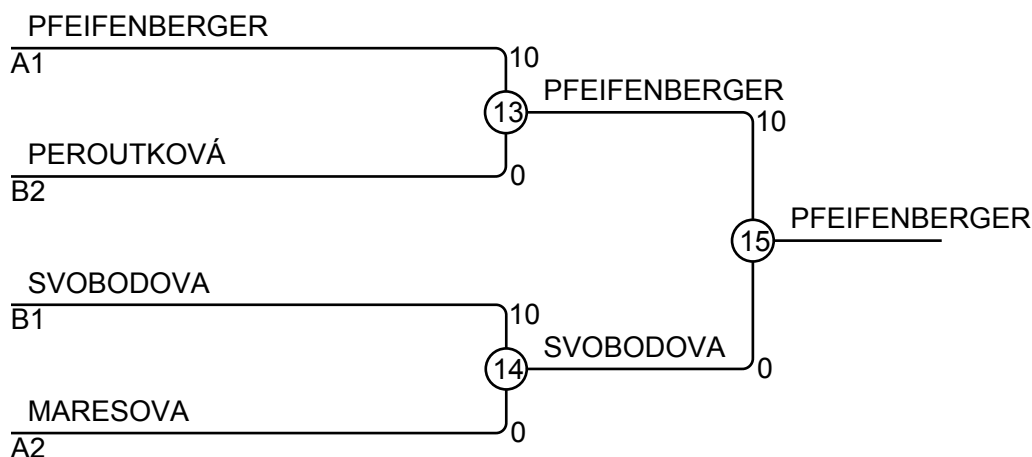 PFEIFENBERGER
A1
10
13
PFEIFENBERGER
10
PEROUTKOVÁ
B2
0
15
PFEIFENBERGER
SVOBODOVA
B1
10
14
SVOBODOVA
0
MARESOVA
A2
0